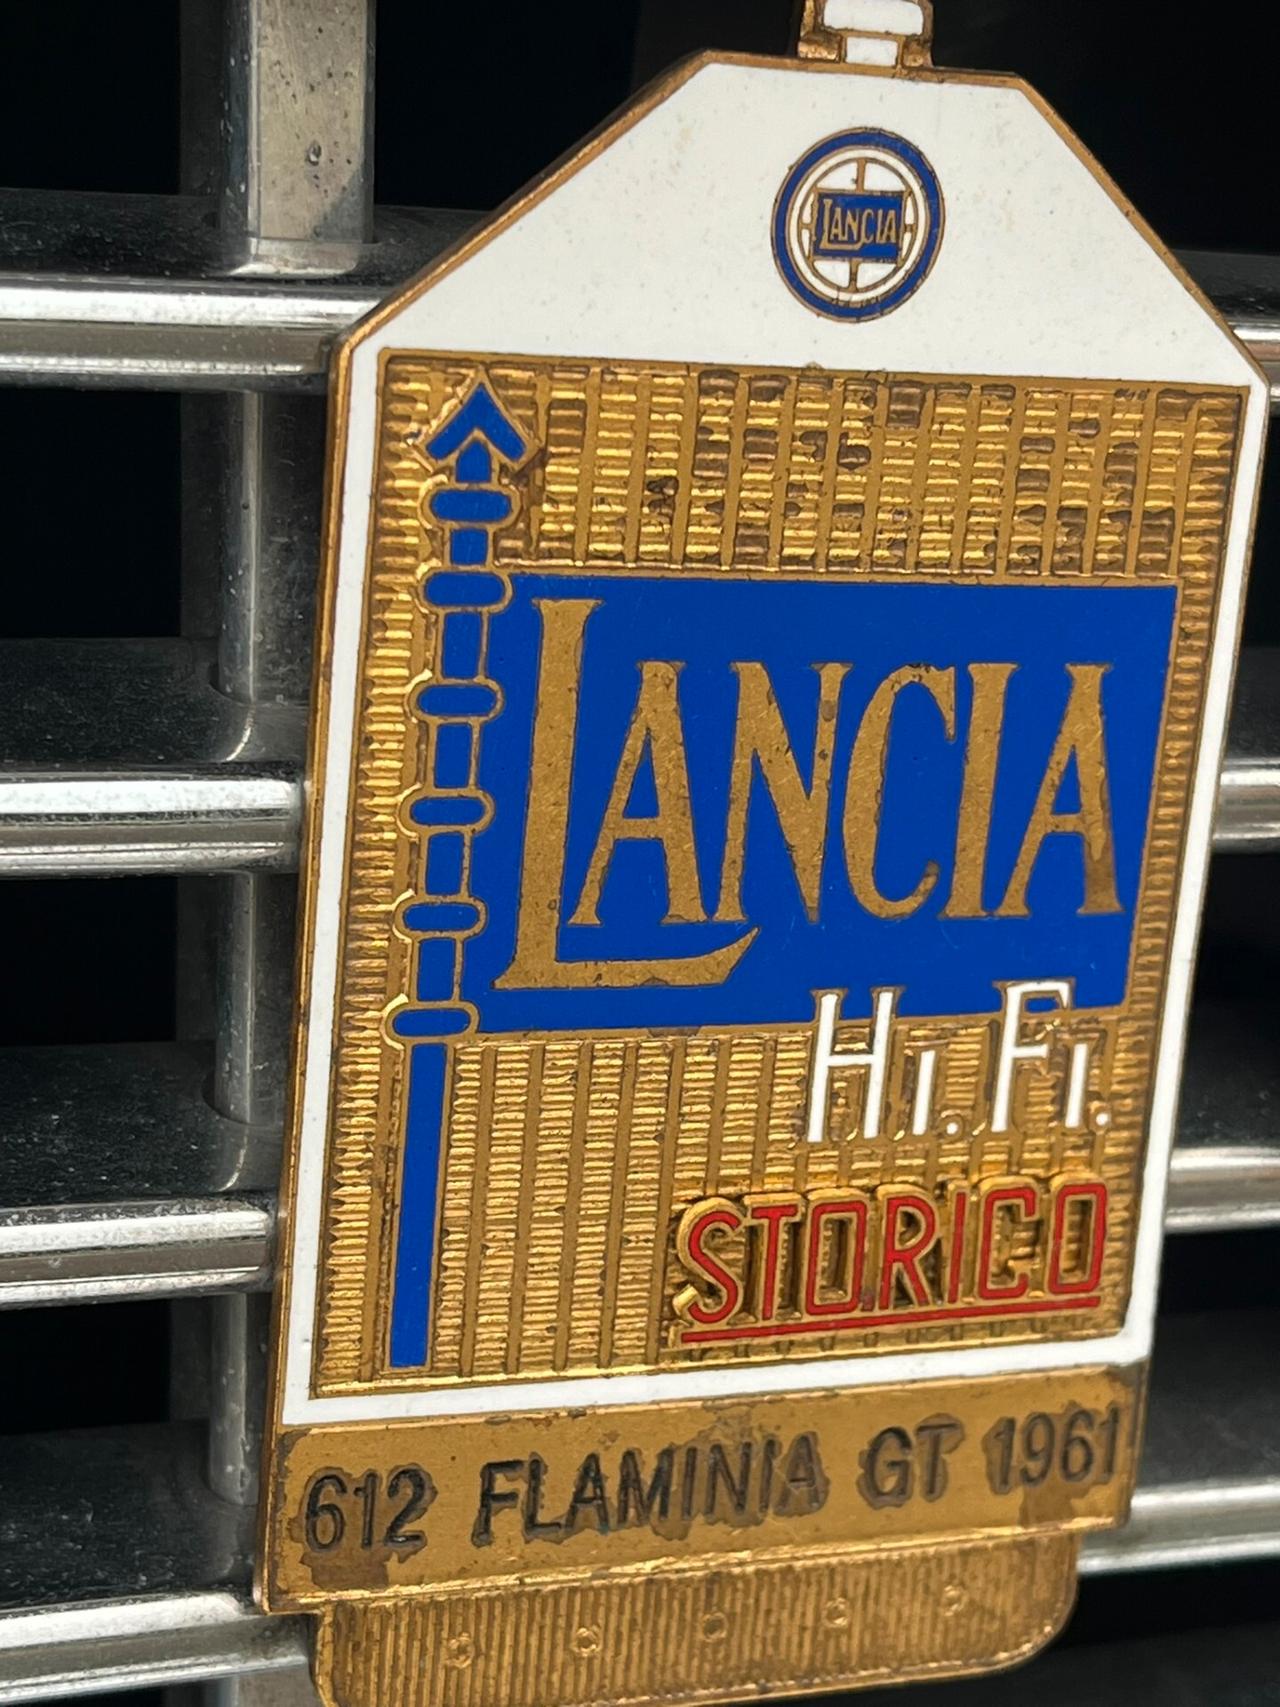 LANCIA
LANCIA
Hi. Fi.
STORICO
612 FLAMINIA GT 1961